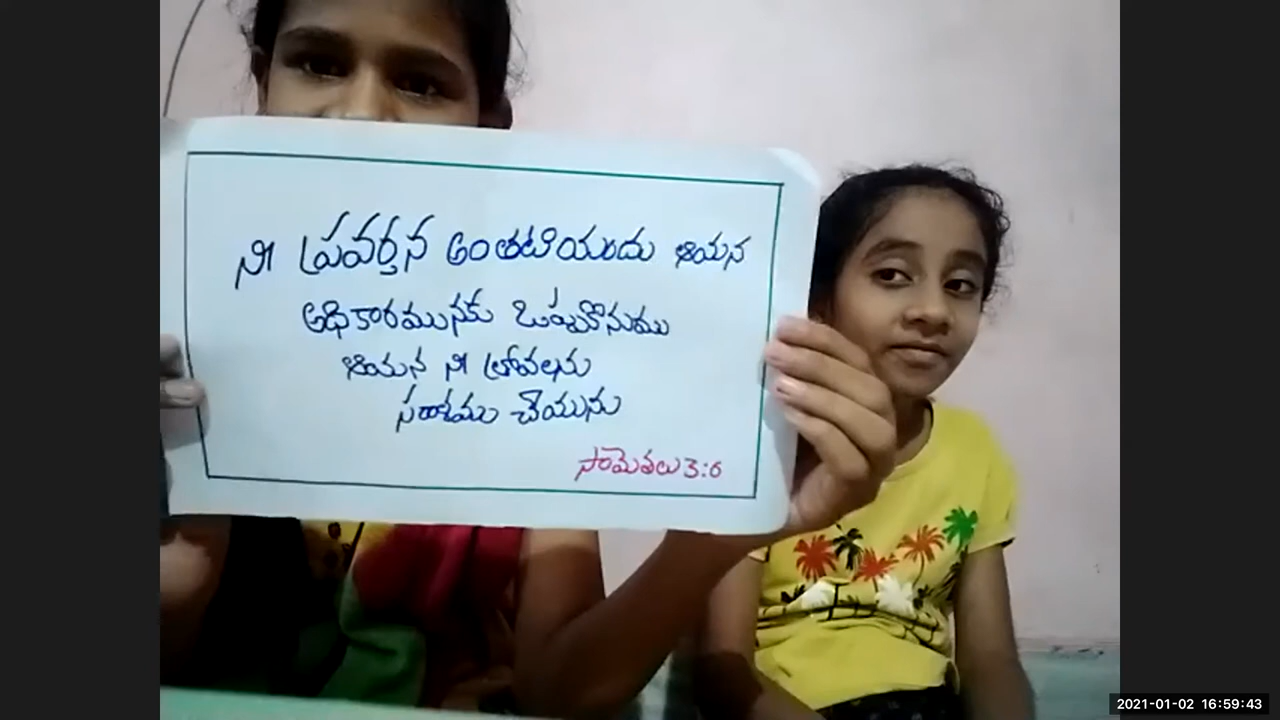 నీ ప్రవర్తన అంతటియందు ఆయన
అధికారమునకు ఒప్పుకొనుము
ఆయన నీ త్రోవలను
సరాళము చేయును
సామెతలు 3:6
2021-01-02 16:59:43